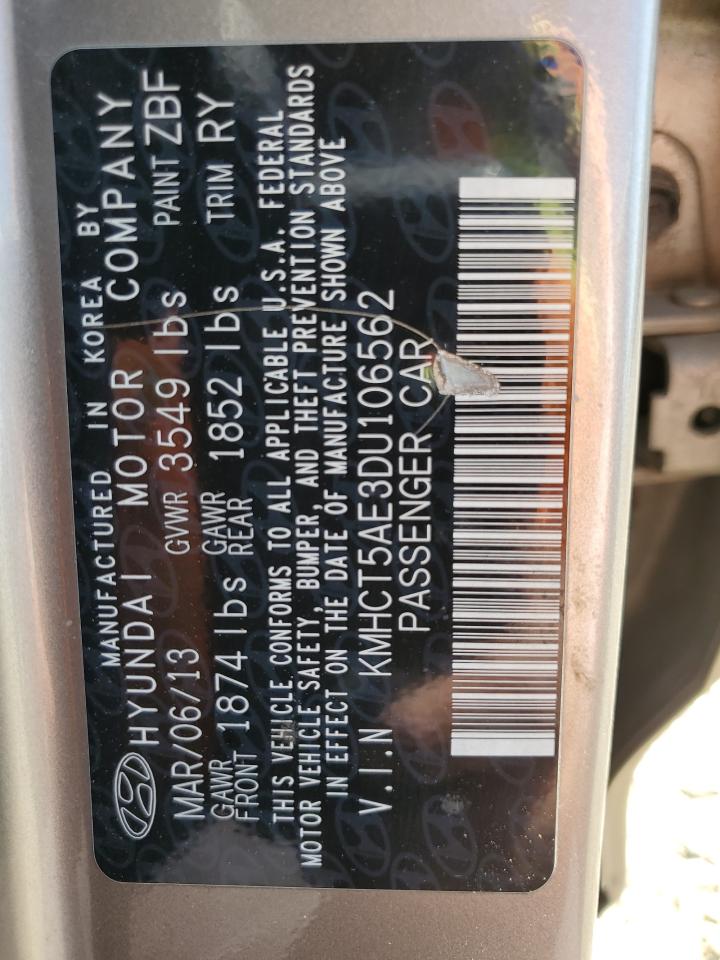 MANUFACTURED IN KOREA BY
HYUNDAI MOTOR COMPANY
MAR/06/13 GVWR 3549 lbs PAINT ZBF
GAWR FRONT 1874 lbs GAWR REAR 1852 lbs TRIM RY
THIS VEHICLE CONFORMS TO ALL APPLICABLE U.S.A. FEDERAL
MOTOR VEHICLE SAFETY, BUMPER, AND THEFT PREVENTION STANDARDS
IN EFFECT ON THE DATE OF MANUFACTURE SHOWN ABOVE
V.I.N KMHCT5AE3DU106562
PASSENGER CAR